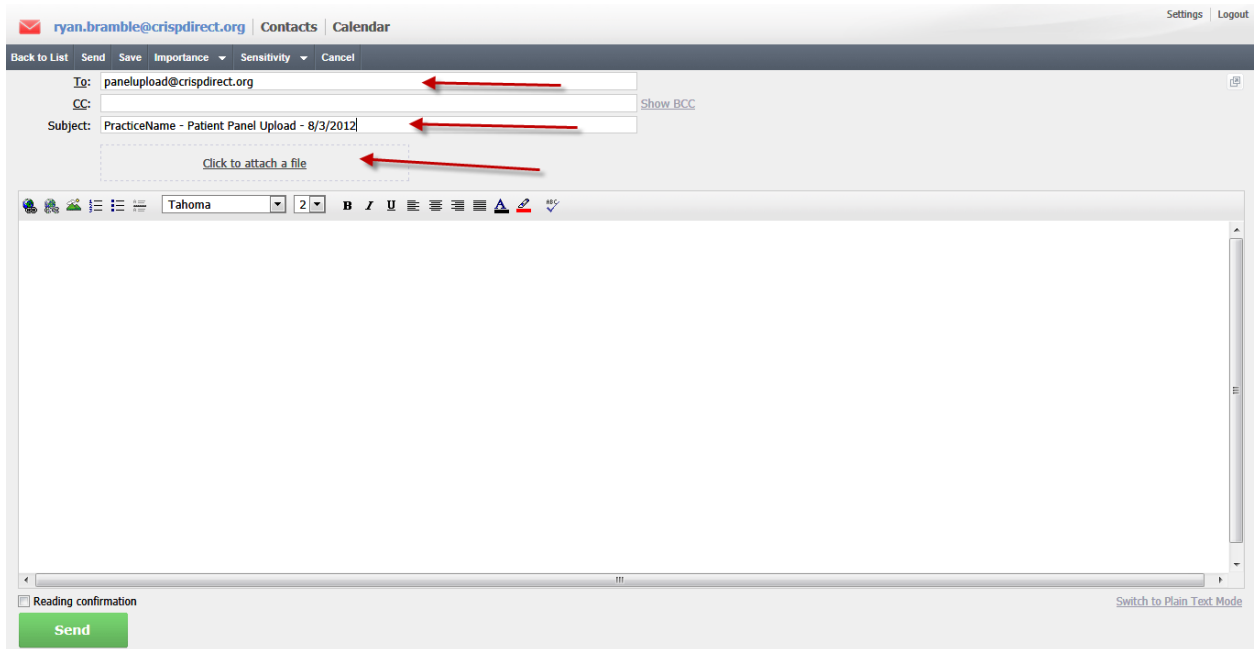 Settings | Logout
ryan.bramble@crispdirect.org | Contacts | Calendar
Back to List Send Save Importance Sensitivity Cancel
To: panelupload@crispdirect.org
CC: Show BCC
Subject: PracticeName - Patient Panel Upload - 8/3/2012
Click to attach a file
Tahoma 2 B I U A ABC
Reading confirmation Switch to Plain Text Mode
Send